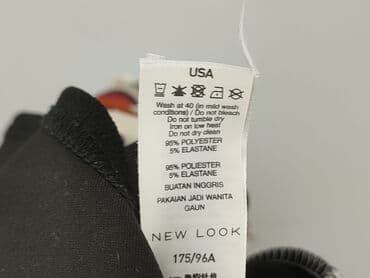 USA
Wash at 40 (in mild wash
conditions) / Do not bleach
Do not tumble dry
Iron on low heat
Do not dry clean
95% POLYESTER
5% ELASTANE
95% POLIESTER
5% ELASTANE
BUATAN INGGRIS
PAKAIAN JADI WANITA
GAUN
NEW LOOK
175/96A